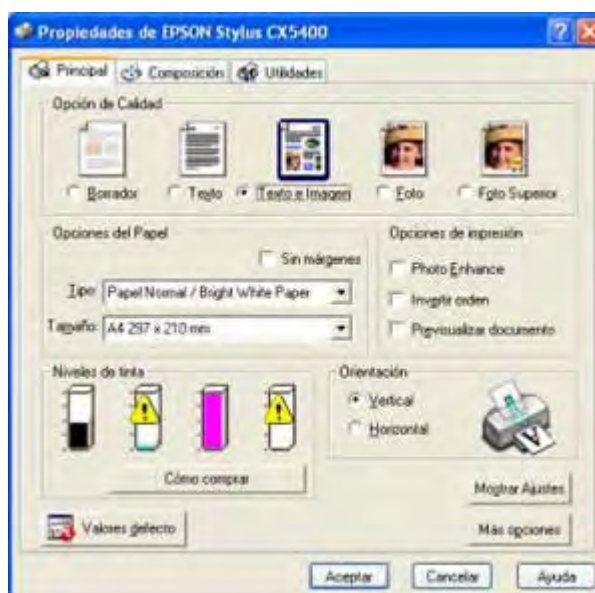 Propiedades de EPSON Stylus CX5400
Principal Composición Utilidades
Opción de Calidad
Borrador Texto Texto e Imagen Foto Foto Superior
Opciones del Papel
Sin márgenes
Tipo: Papel Normal / Bright White Paper
Tamaño: A4 297 x 210 mm
Opciones de impresión
Photo Enhance
Invertir orden
Previsualizar documento
Niveles de tinta
Cómo comprar
Orientación
Vertical
Horizontal
Mostrar Ajustes
Valores defecto
Más opciones
Aceptar Cancelar Ayuda